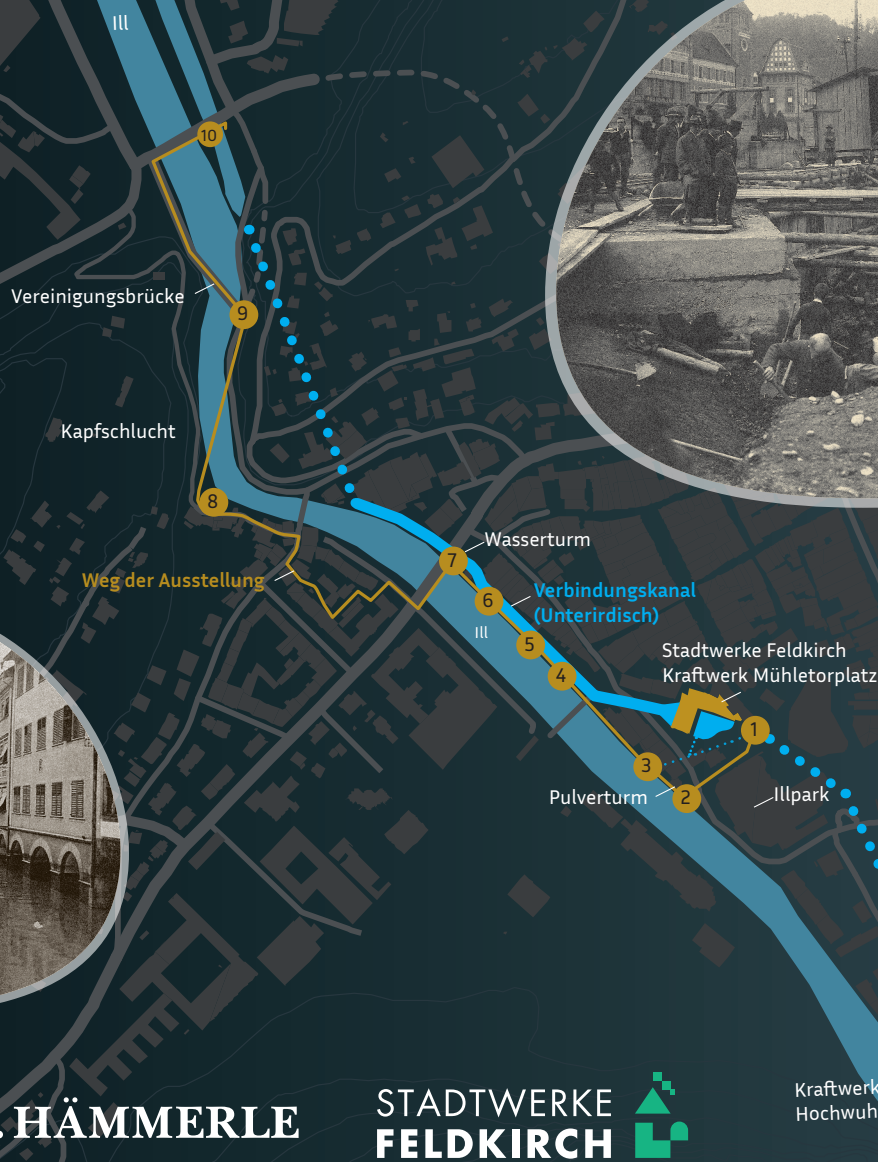 Ill
10
Vereinigungsbrücke
9
Kapfschlucht
8
Wasserturm
7
Weg der Ausstellung
Verbindungskanal
(Unterirdisch)
6
Ill
5
Stadtwerke Feldkirch
Kraftwerk Mühletorplatz
4
1
3
Pulverturm
2
Illpark
Kraftwerk
Hochwuh
. HÄMMERLE
STADTWERKE
FELDKIRCH